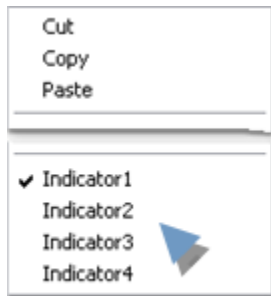 Cut
Copy
Paste
Indicator1
Indicator2
Indicator3
Indicator4